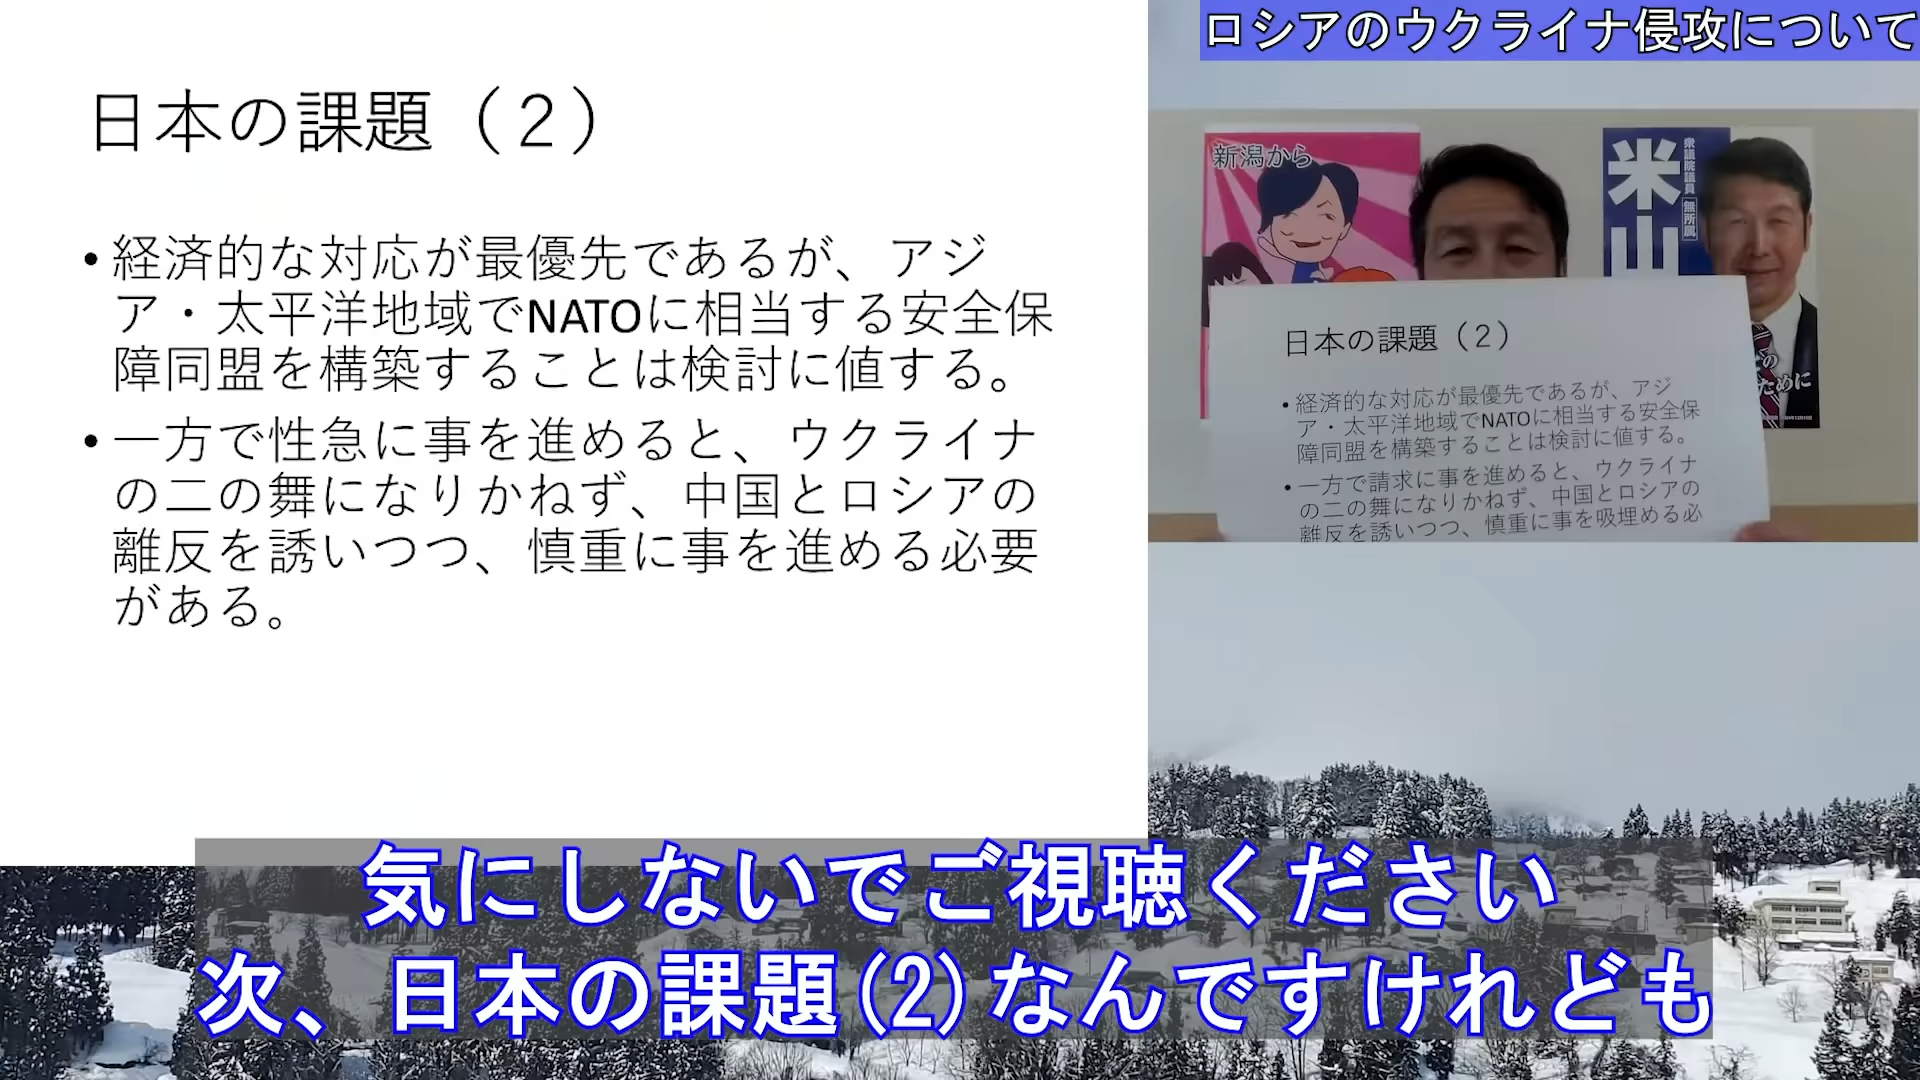 ロシアのウクライナ侵攻について
日本の課題（2）
• 経済的な対応が最優先であるが、アジ
ア・太平洋地域でNATOに相当する安全保
障同盟を構築することは検討に値する。
• 一方で性急に事を進めると、ウクライナ
の二の舞になりかねず、中国とロシアの
離反を誘いつつ、慎重に事を進める必要
がある。
新潟から
米山
衆議院議員
無所属
の
ために
日本の課題（2）
• 経済的な対応が最優先であるが、アジ
ア・太平洋地域でNATOに相当する安全保
障同盟を構築することは検討に値する。
• 一方で請求に事を進めると、ウクライナ
の二の舞になりかねず、中国とロシアの
離反を誘いつつ、慎重に事を吸埋める必
気にしないでご視聴ください
次、日本の課題(2)なんですけれども